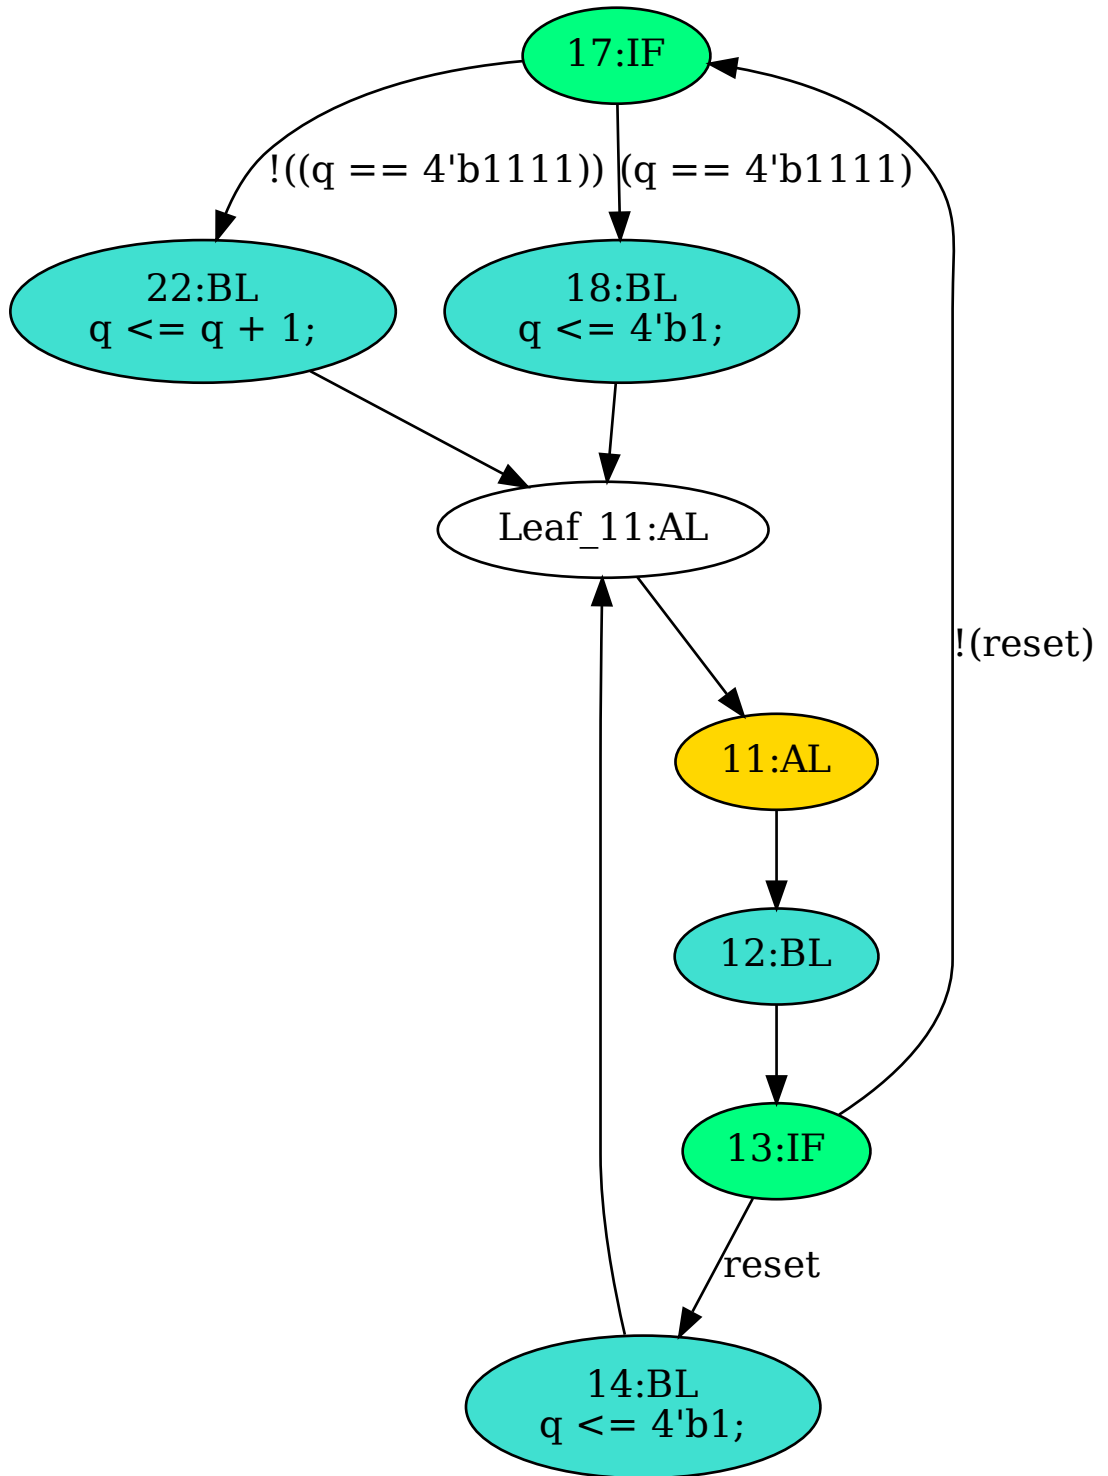 17:IF
!((q == 4'b1111))
(q == 4'b1111)
22:BL
q <= q + 1;
18:BL
q <= 4'b1;
Leaf_11:AL
!(reset)
11:AL
12:BL
13:IF
reset
14:BL
q <= 4'b1;